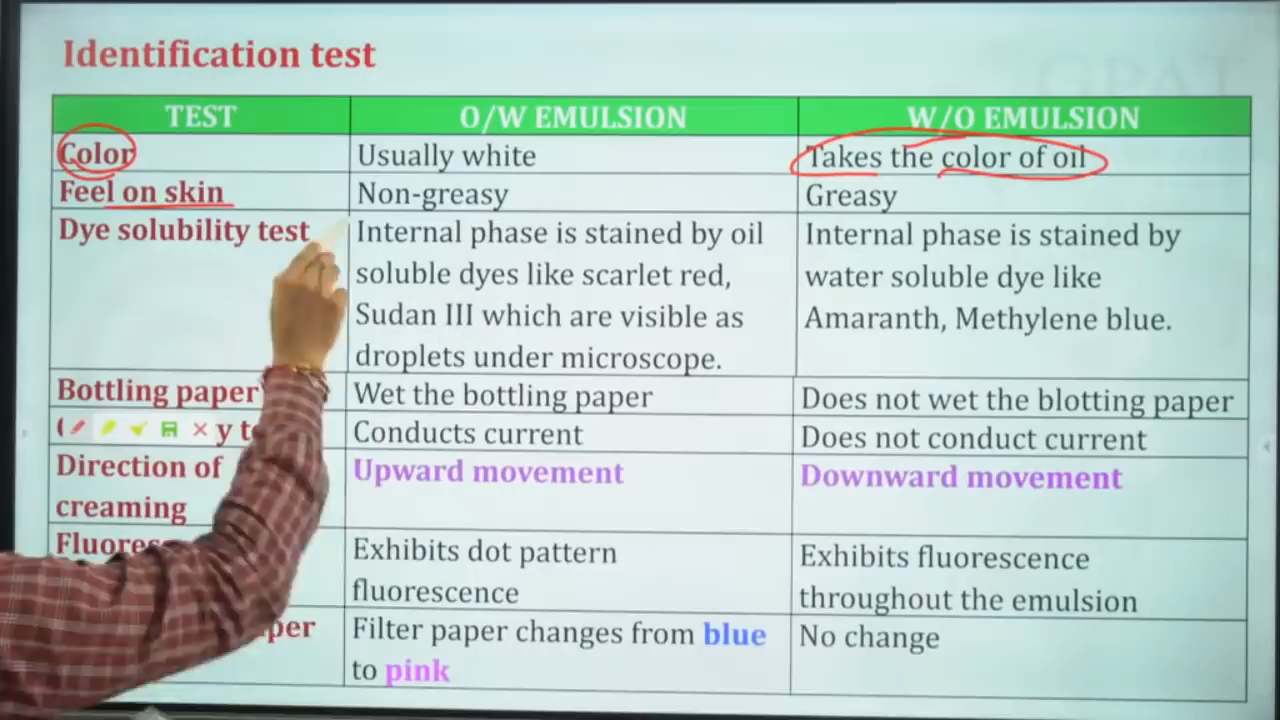 Identification test
TEST
O/W EMULSION
W/O EMULSION
Color
Usually white
Takes the color of oil
Feel on skin
Non-greasy
Greasy
Dye solubility test
Internal phase is stained by oil
soluble dyes like scarlet red,
Sudan III which are visible as
droplets under microscope.
Internal phase is stained by
water soluble dye like
Amaranth, Methylene blue.
Bottling paper
Wet the bottling paper
Does not wet the blotting paper
Conducts current
Does not conduct current
Direction of
creaming
Upward movement
Downward movement
Exhibits dot pattern
fluorescence
Exhibits fluorescence
throughout the emulsion
Filter paper changes from blue
to pink
No change
GPAT